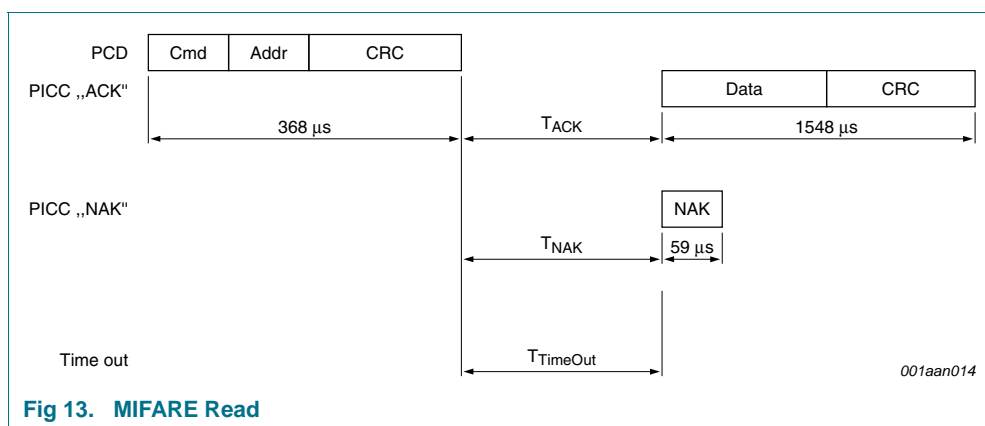 PCD Cmd Addr CRC
PICC ,,ACK" Data CRC
368 μs TACK 1548 μs
PICC ,,NAK" NAK
TNAK 59 μs
Time out TTimeOut 001aan014
Fig 13. MIFARE Read